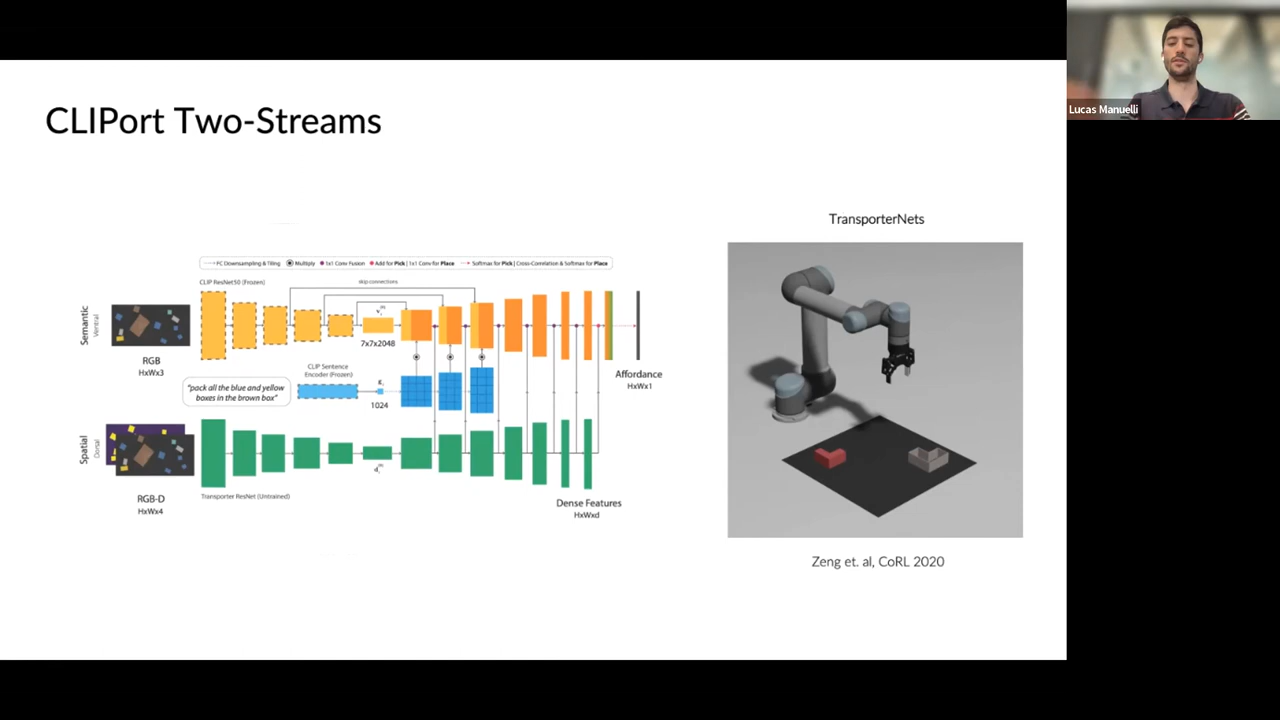 Lucas Manuelli
CLIPort Two-Streams
TransporterNets
FC Downsampling & Tiling
Multiply
1x1 Conv Fusion
Add for Pick | 1x1 Conv for Place
Softmax for Pick | Cross-Correlation & Softmax for Place
CLIP ResNet50 (Frozen)
skip connections
Semantic
Ventral
RGB
HxWx3
7x7x2048
CLIP Sentence
Encoder (Frozen)
"pack all the blue and yellow
boxes in the brown box"
1024
Affordance
HxWx1
Spatial
RGB-D
HxWx4
Transporter ResNet (Untrained)
Dense Features
HxWxd
Zeng et. al, CoRL 2020